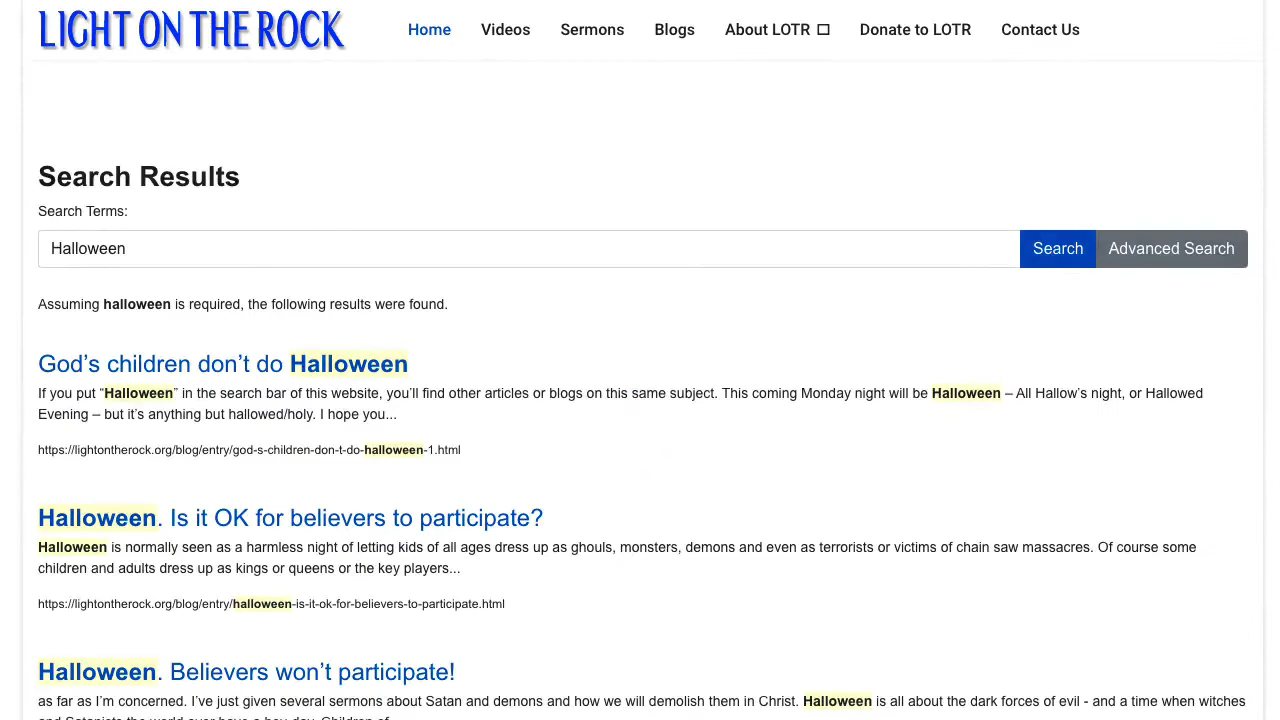 LIGHT ON THE ROCK
Home Videos Sermons Blogs About LOTR Donate to LOTR Contact Us
Search Results
Search Terms:
Halloween Search Advanced Search
Assuming halloween is required, the following results were found.
God’s children don’t do Halloween
If you put “Halloween” in the search bar of this website, you’ll find other articles or blogs on this same subject. This coming Monday night will be Halloween – All Hallow’s night, or Hallowed
Evening – but it’s anything but hallowed/holy. I hope you...
https://lightontherock.org/blog/entry/god-s-children-don-t-do-halloween-1.html
Halloween. Is it OK for believers to participate?
Halloween is normally seen as a harmless night of letting kids of all ages dress up as ghouls, monsters, demons and even as terrorists or victims of chain saw massacres. Of course some
children and adults dress up as kings or queens or the key players...
https://lightontherock.org/blog/entry/halloween-is-it-ok-for-believers-to-participate.html
Halloween. Believers won’t participate!
as far as I’m concerned. I’ve just given several sermons about Satan and demons and how we will demolish them in Christ. Halloween is all about the dark forces of evil - and a time when witches
and Satanists the world over have a hey-day. Children of